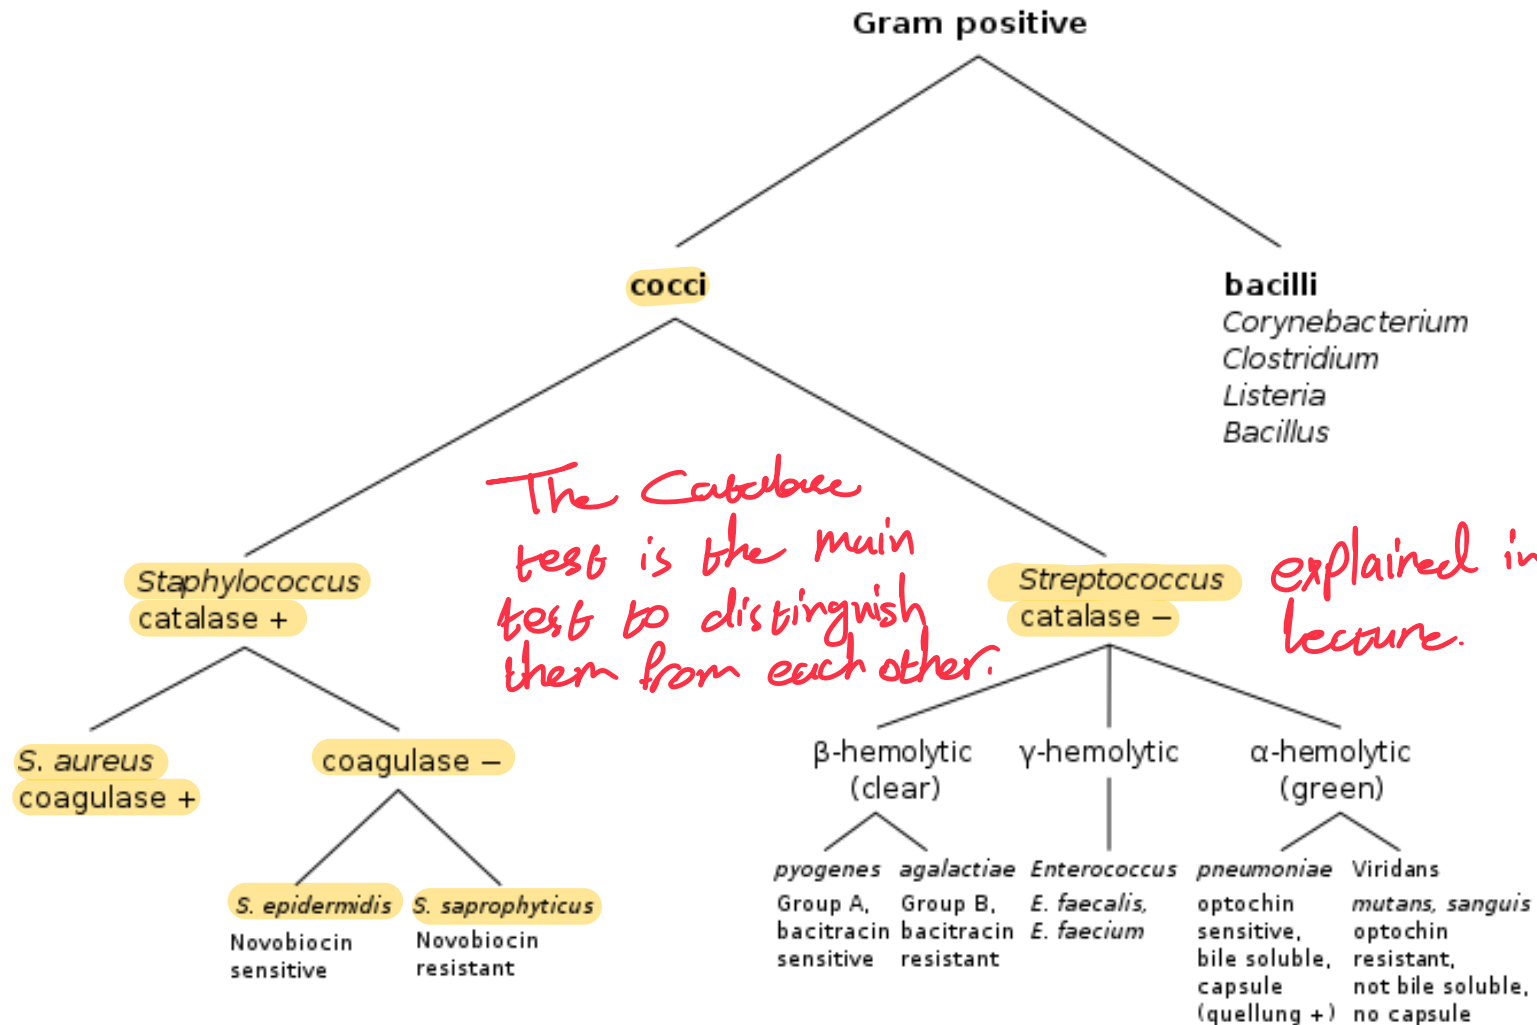 Gram positive
cocci
bacilli
Corynebacterium
Clostridium
Listeria
Bacillus
The Catalase
test is the main
test to distinguish
them from each other.
Staphylococcus
catalase +
Streptococcus
catalase −
explained in
lecture.
S. aureus
coagulase +
coagulase −
S. epidermidis
Novobiocin
sensitive
S. saprophyticus
Novobiocin
resistant
β-hemolytic
(clear)
γ-hemolytic
α-hemolytic
(green)
pyogenes
Group A,
bacitracin
sensitive
agalactiae
Group B,
bacitracin
resistant
Enterococcus
E. faecalis,
E. faecium
pneumoniae
optochin
sensitive,
bile soluble,
capsule
(quellung +)
Viridans
mutans, sanguis
optochin
resistant,
not bile soluble,
no capsule